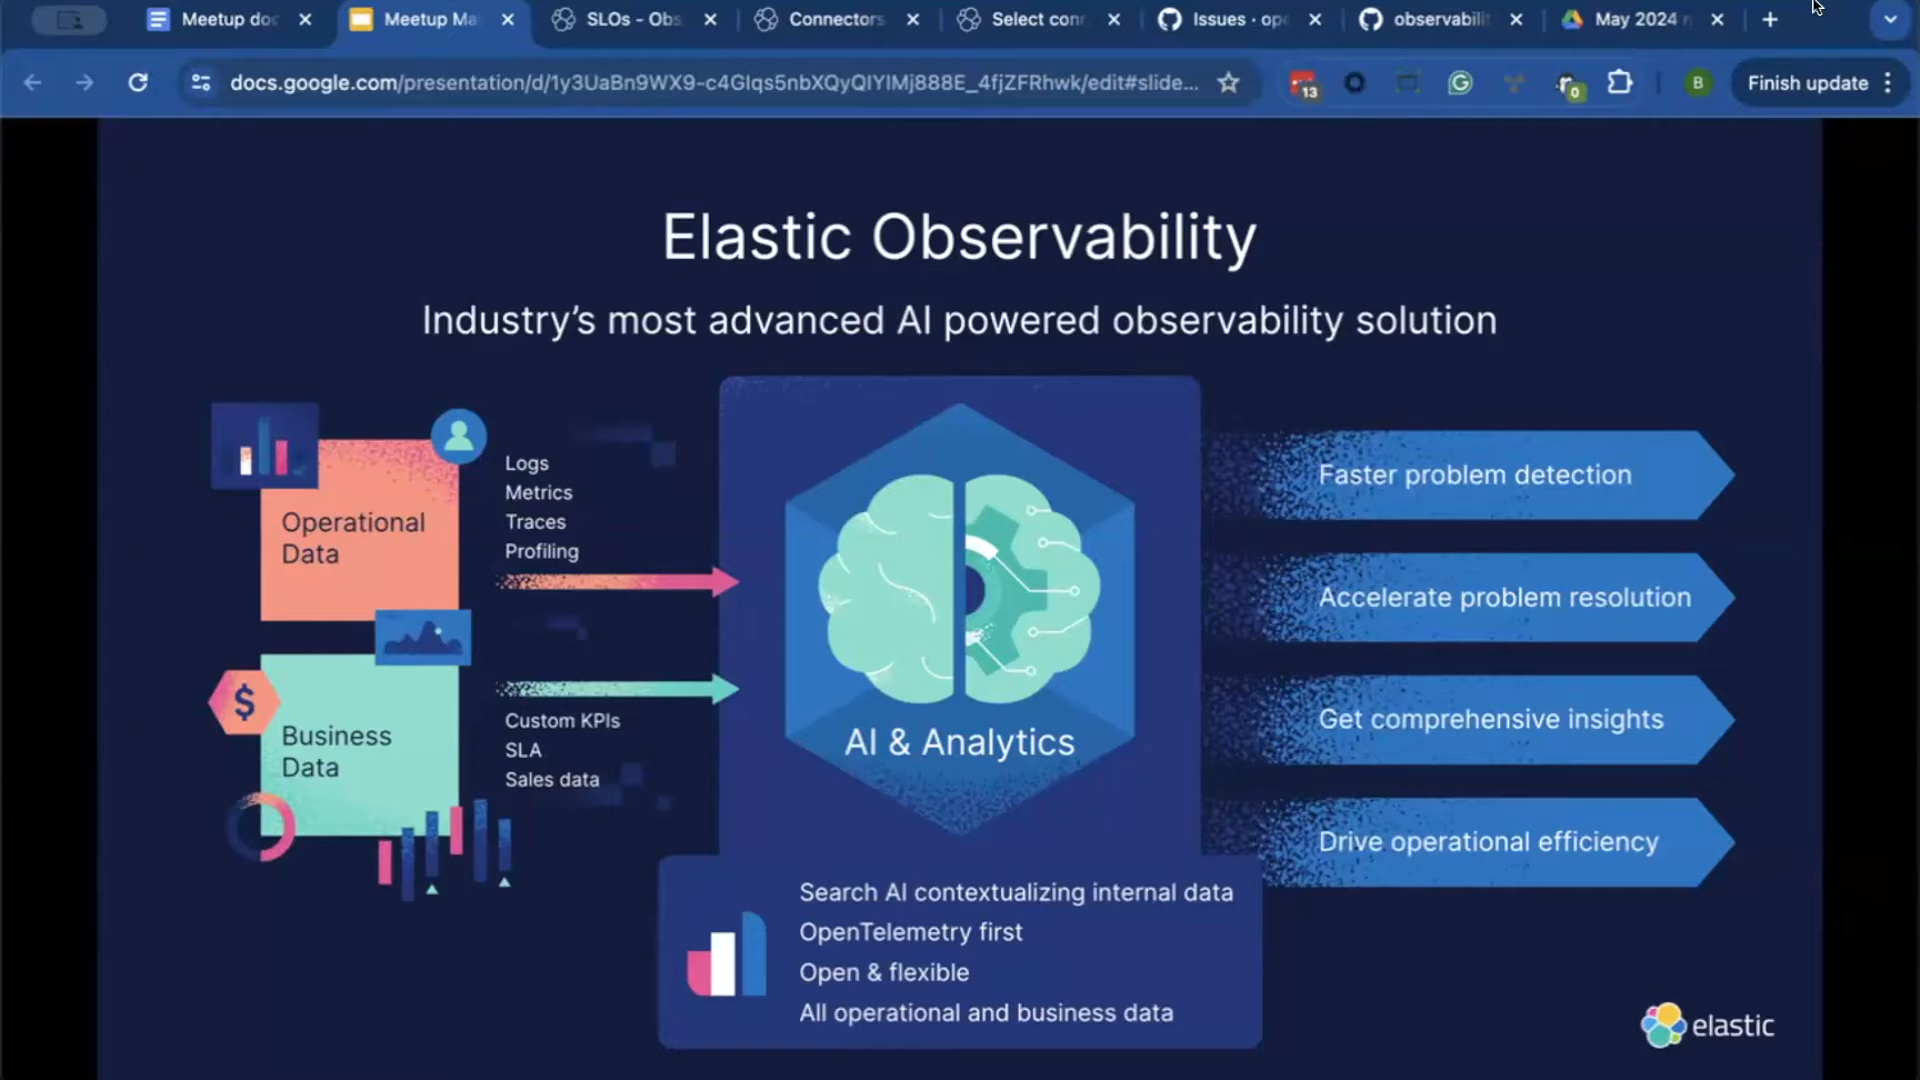 Meetup doc
Meetup Ma
SLOs - Obs
Connectors
Select con
Issues · op
observabili
May 2024
docs.google.com/presentation/d/1y3UaBn9WX9-c4Glqs5nbXQyQIYIMj888E_4fjZFRhwk/edit#slide...
13
0
B
Finish update
Elastic Observability
Industry’s most advanced AI powered observability solution
Operational
Data
Logs
Metrics
Traces
Profiling
$
Business
Data
Custom KPIs
SLA
Sales data
AI & Analytics
Faster problem detection
Accelerate problem resolution
Get comprehensive insights
Drive operational efficiency
Search AI contextualizing internal data
OpenTelemetry first
Open & flexible
All operational and business data
elastic